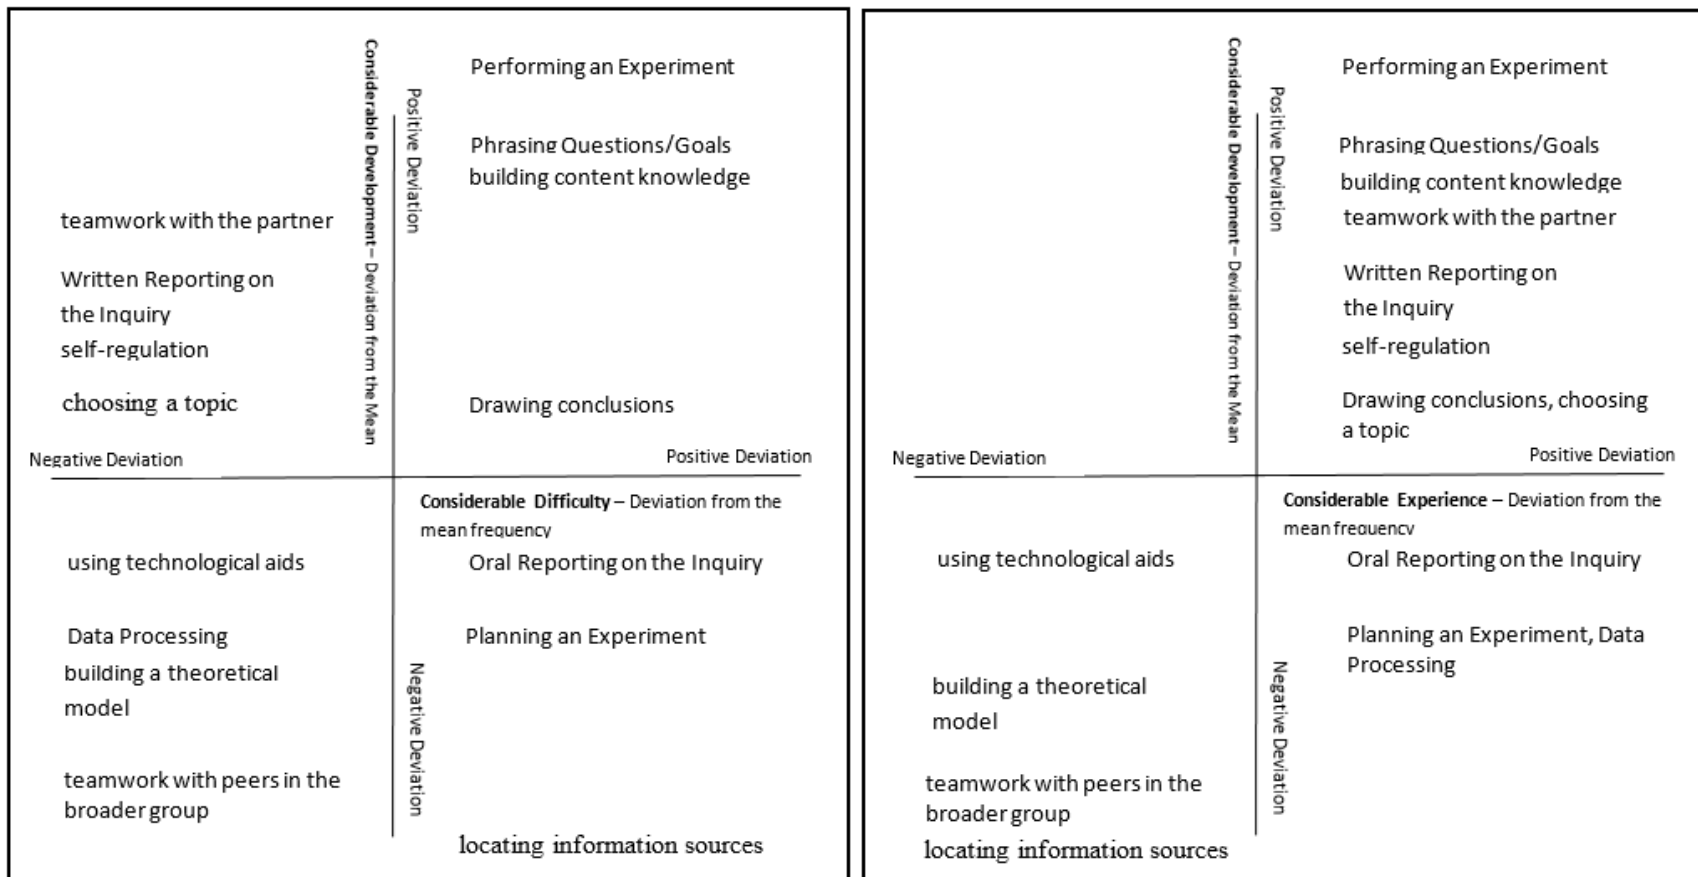 Considerable Development – Deviation from the Mean
Positive Deviation
Performing an Experiment
Phrasing Questions/Goals
building content knowledge
teamwork with the partner
Written Reporting on
the Inquiry
self-regulation
choosing a topic
Drawing conclusions
Negative Deviation
Positive Deviation
Considerable Difficulty – Deviation from the
mean frequency
using technological aids
Oral Reporting on the Inquiry
Data Processing
Planning an Experiment
building a theoretical
model
Negative Deviation
teamwork with peers in the
broader group
locating information sources
Considerable Development – Deviation from the Mean
Positive Deviation
Performing an Experiment
Phrasing Questions/Goals
building content knowledge
teamwork with the partner
Written Reporting on
the Inquiry
self-regulation
Drawing conclusions, choosing
a topic
Negative Deviation
Positive Deviation
Considerable Experience – Deviation from the
mean frequency
using technological aids
Oral Reporting on the Inquiry
Planning an Experiment, Data
Processing
building a theoretical
model
Negative Deviation
teamwork with peers in the
broader group
locating information sources